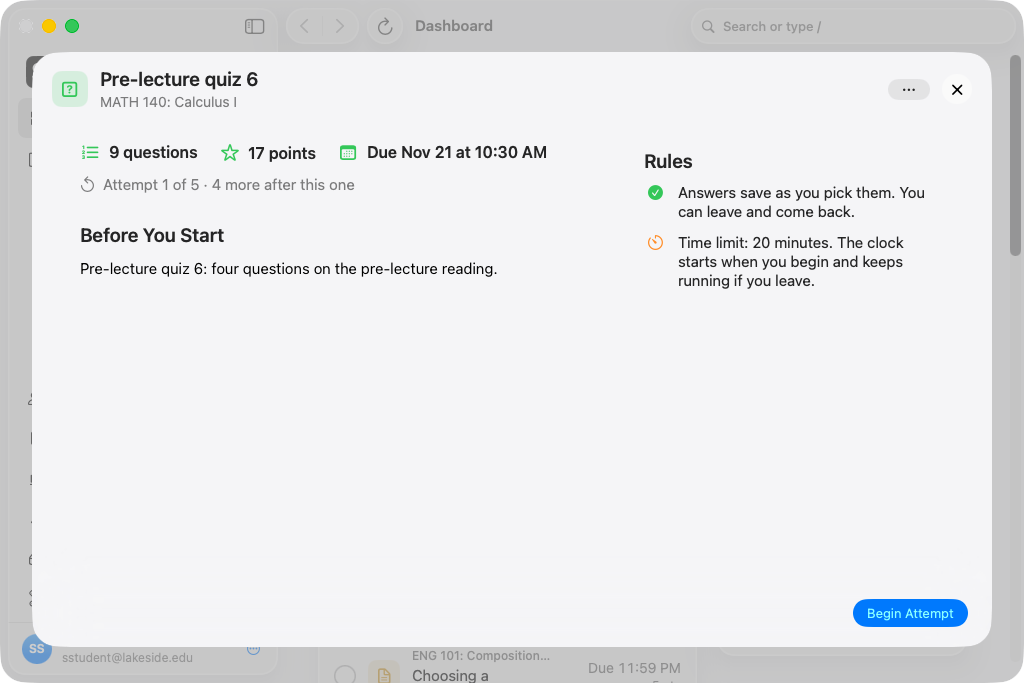 Dashboard
Search or type /
Pre-lecture quiz 6
MATH 140: Calculus I
9 questions
17 points
Due Nov 21 at 10:30 AM
Attempt 1 of 5 · 4 more after this one
Before You Start
Pre-lecture quiz 6: four questions on the pre-lecture reading.
Rules
Answers save as you pick them. You
can leave and come back.
Time limit: 20 minutes. The clock
starts when you begin and keeps
running if you leave.
Begin Attempt
SS
sstudent@lakeside.edu
ENG 101: Composition...
Choosing a
Due 11:59 PM